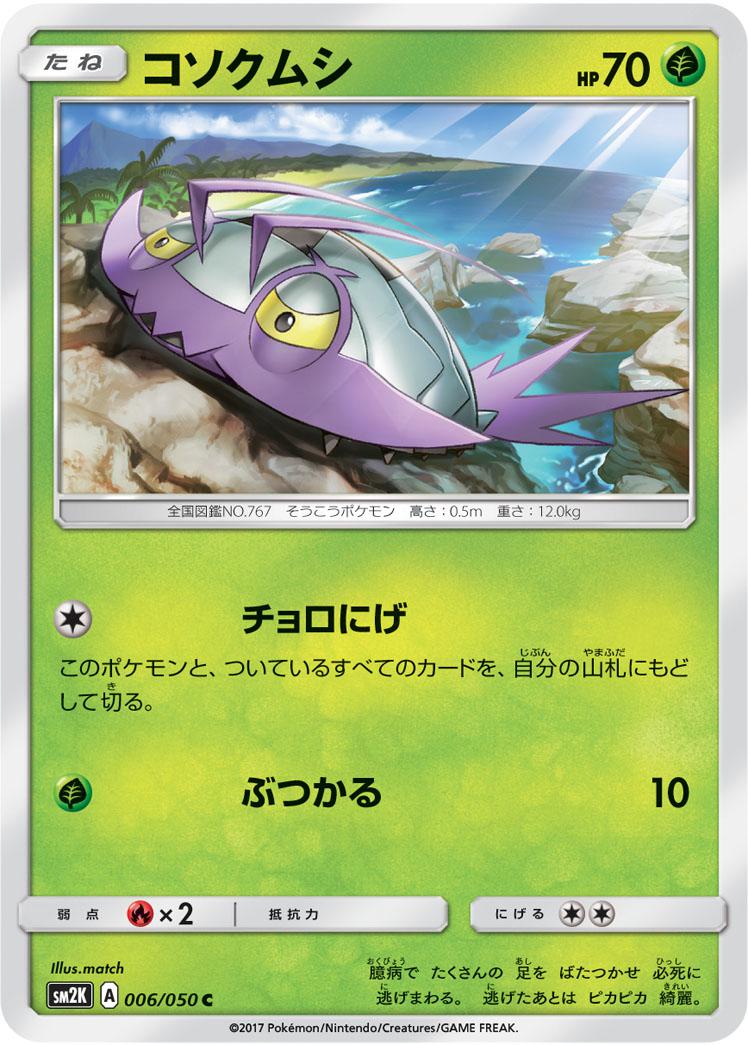 たね コソクムシ HP70
全国図鑑NO.767 そうこうポケモン 高さ:0.5m 重さ:12.0kg
チョロにげ
このポケモンと、ついているすべてのカードを、自分の山札にもど
して切る。
ぶつかる 10
弱点 ×2 抵抗力 にげる
Illus.match
SM2K A 006/050 C
臆病で たくさんの 足を ばたつかせ 必死に
逃げまわる。 逃げたあとは ピカピカ 綺麗。
©2017 Pokémon/Nintendo/Creatures/GAME FREAK.